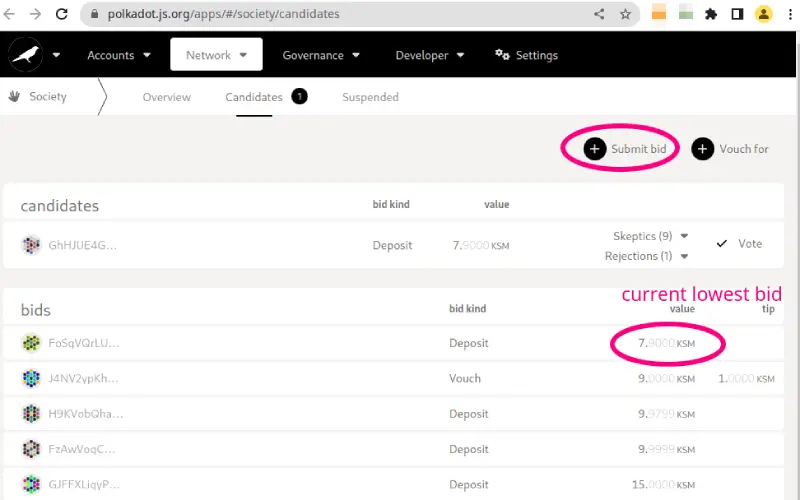 polkadot.js.org/apps/#/society/candidates
Accounts Network Governance Developer Settings
Society Overview Candidates 1 Suspended
Submit bid Vouch for
candidates bid kind value
GhHJUE4G... Deposit 7.9000 KSM Skeptics (9) Vote
Rejections (1)
current lowest bid
bids bid kind value tip
FoSqVQrLU... Deposit 7.9000 KSM
J4NV2ypKh... Vouch 9.0000 KSM 1.0000 KSM
H9KVobQha... Deposit 9.9799 KSM
FzAwVoqC... Deposit 9.9999 KSM
GJFFXLiqyP... Deposit 15.0000 KSM